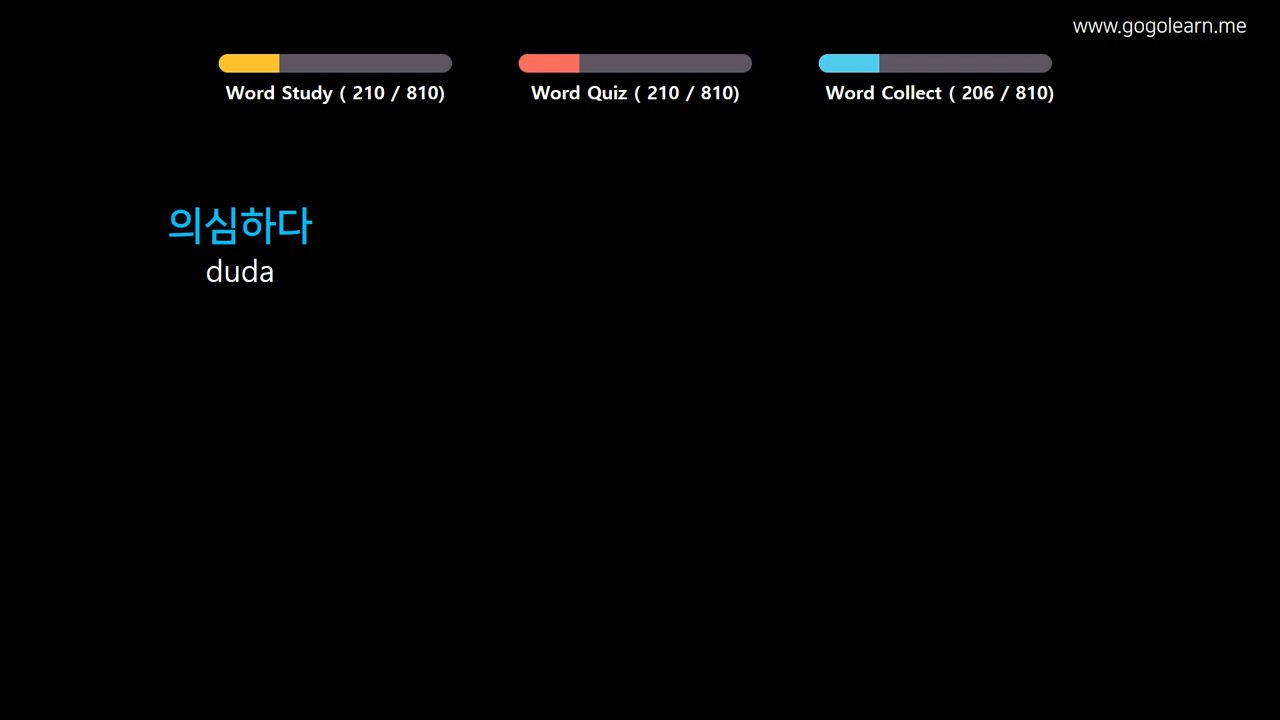 www.gogolearn.me
Word Study ( 210 / 810)
Word Quiz ( 210 / 810)
Word Collect ( 206 / 810)
의심하다
duda